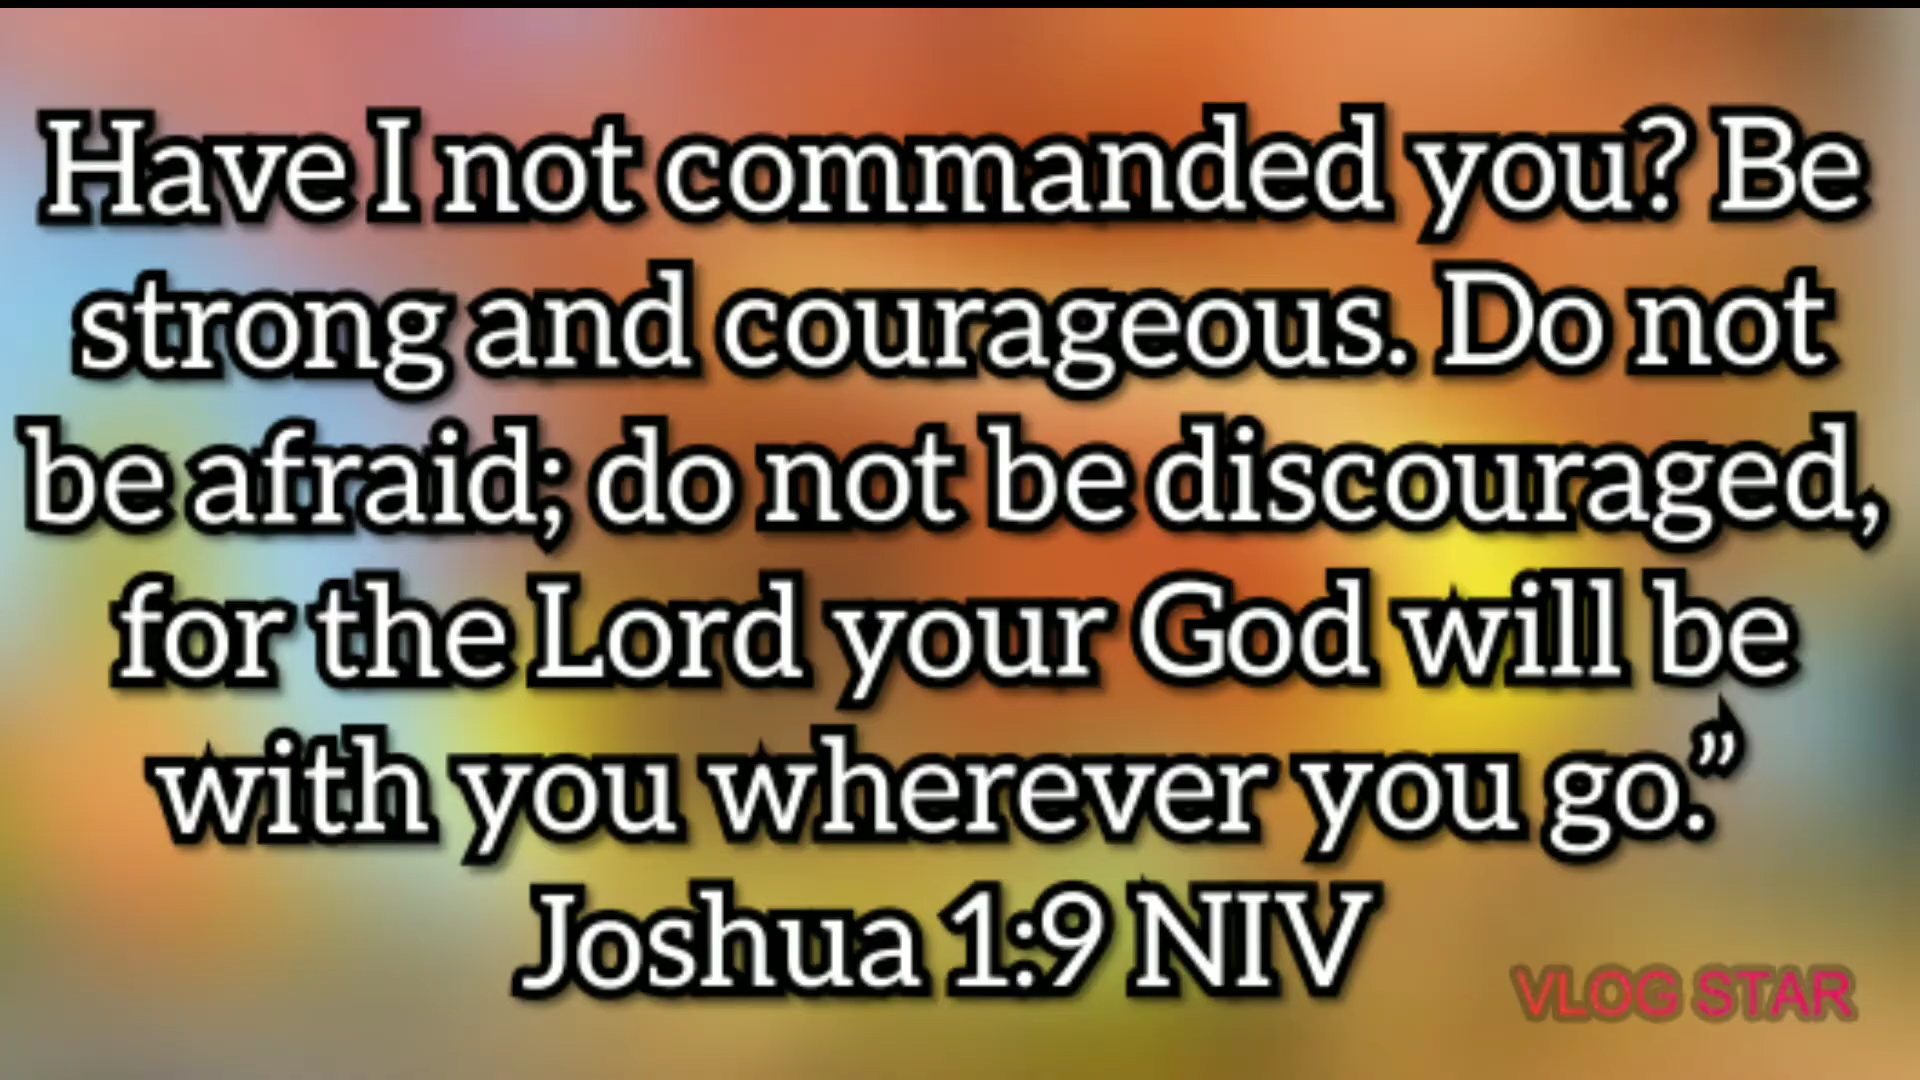 Have I not commanded you? Be
strong and courageous. Do not
be afraid; do not be discouraged,
for the Lord your God will be
with you wherever you go.”
Joshua 1:9 NIV
VLOG STAR